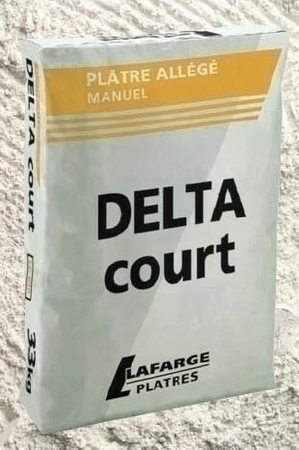 PLÂTRE ALLÉGÉ
MANUEL
DELTA
court
LAFARGE
PLATRES
DELTA court
33kg